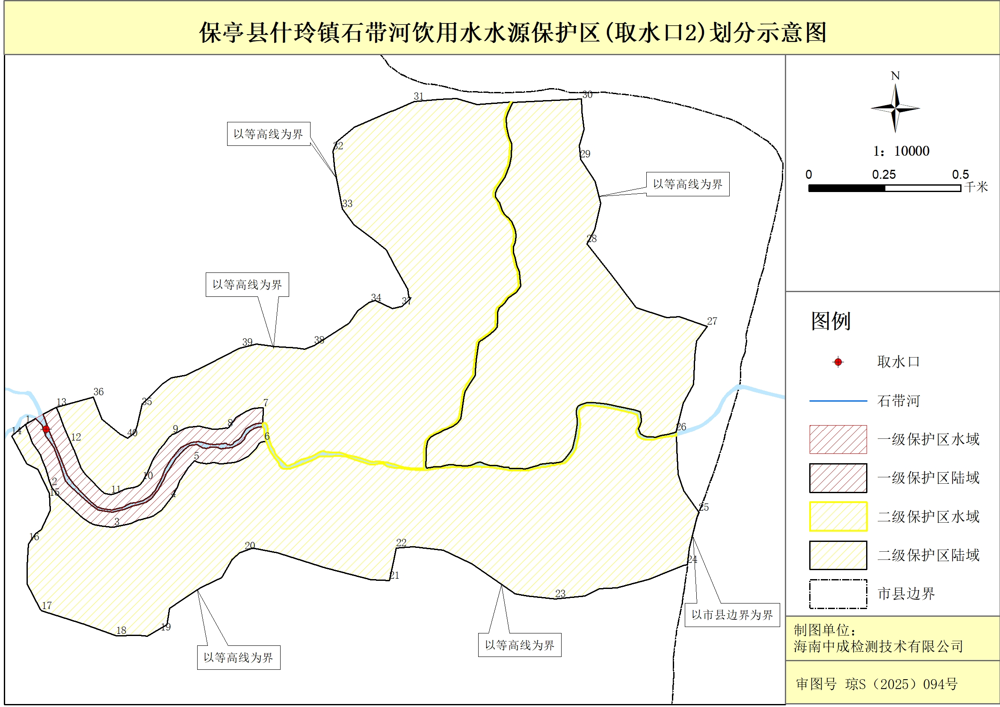 保亭县什玲镇石带河饮用水水源保护区(取水口2)划分示意图
N
1：10000
0 0.25 0.5
千米
图例
取水口
石带河
一级保护区水域
一级保护区陆域
二级保护区水域
二级保护区陆域
市县边界
制图单位：
海南中成检测技术有限公司
审图号 琼S（2025）094号
31
30
以等高线为界
32
29
以等高线为界
33
28
以等高线为界
34
37
27
39
38
36
35
13
7
1
14
12
40
9
8
6
26
5
10
2
11
15
4
3
25
16
20
22
24
21
23
17
以市县边界为界
18
19
以等高线为界
以等高线为界